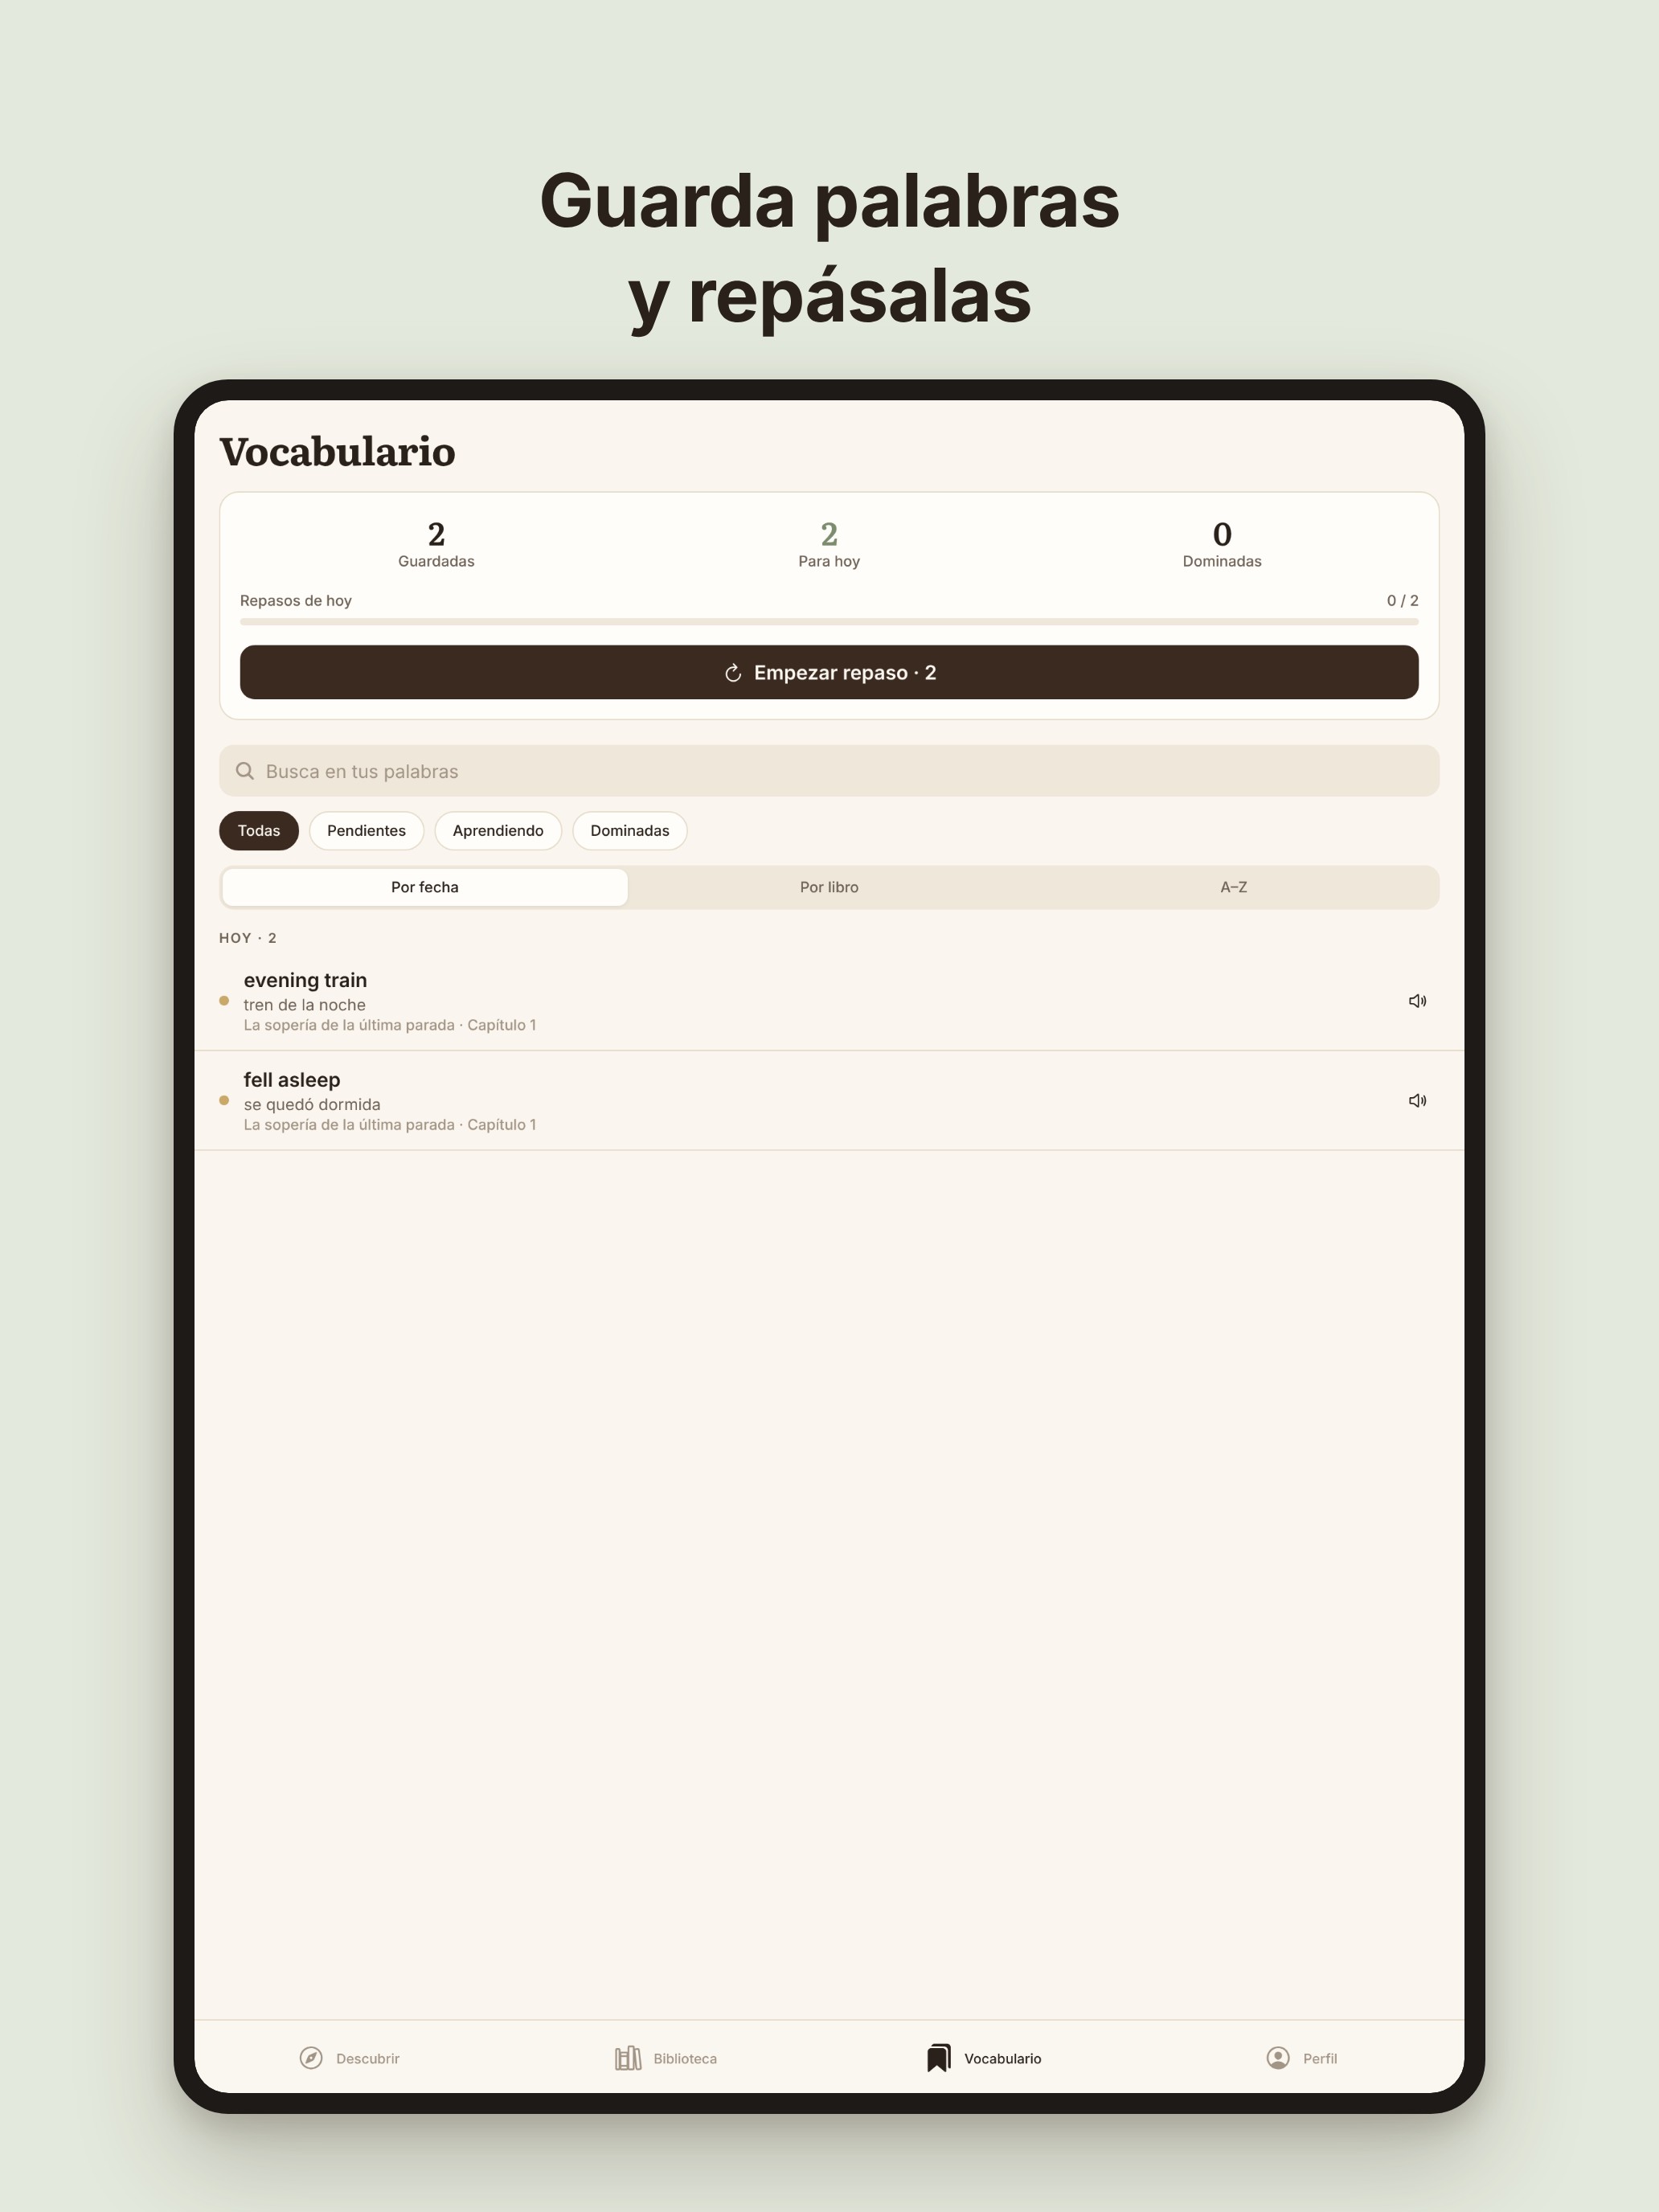 Guarda palabras
y repásalas
Vocabulario
2
Guardadas
2
Para hoy
0
Dominadas
Repasos de hoy
0 / 2
Empezar repaso · 2
Busca en tus palabras
Todas
Pendientes
Aprendiendo
Dominadas
Por fecha
Por libro
A–Z
HOY · 2
evening train
tren de la noche
La sopería de la última parada · Capítulo 1
fell asleep
se quedó dormida
La sopería de la última parada · Capítulo 1
Descubrir
Biblioteca
Vocabulario
Perfil